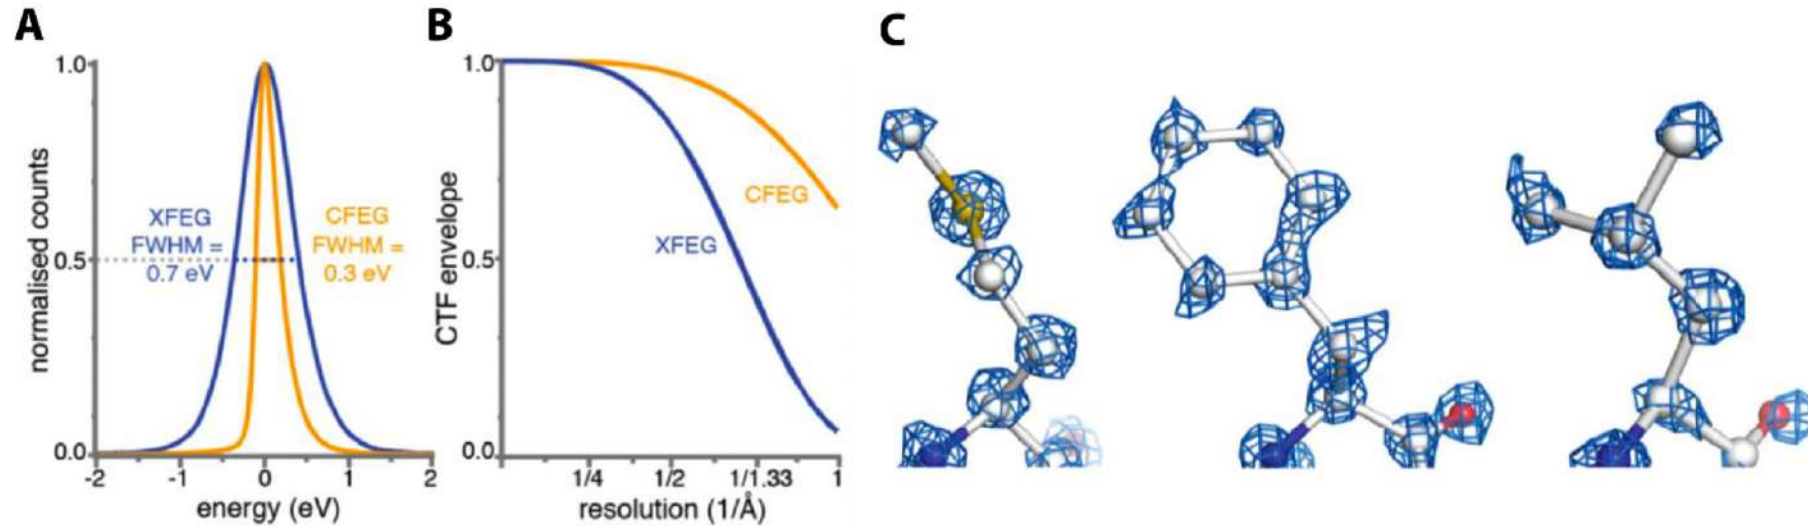 A
normalised counts
1.0
0.5
0.0
XFEG
FWHM =
0.7 eV
CFEG
FWHM =
0.3 eV
-2 -1 0 1 2
energy (eV)
B
CTF envelope
1.0
0.5
0.0
CFEG
XFEG
1/4 1/2 1/1.33 1
resolution (1/Å)
C